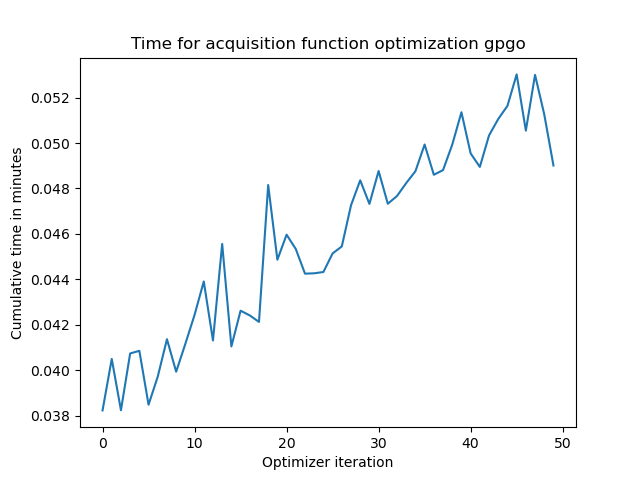 Time for acquisition function optimization gpgo
Cumulative time in minutes
0.052
0.050
0.048
0.046
0.044
0.042
0.040
0.038
0 10 20 30 40 50
Optimizer iteration